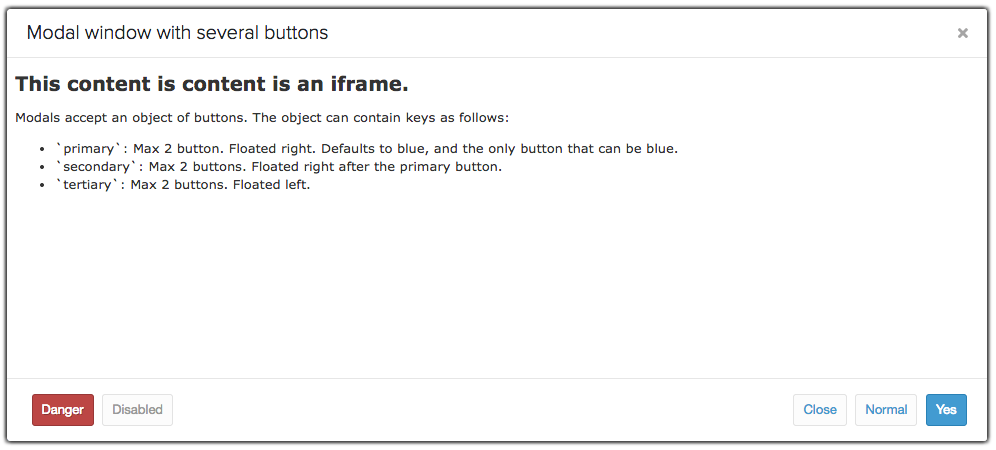 Modal window with several buttons ×
This content is content is an iframe.
Modals accept an object of buttons. The object can contain keys as follows:
• `primary`: Max 2 button. Floated right. Defaults to blue, and the only button that can be blue.
• `secondary`: Max 2 buttons. Floated right after the primary button.
• `tertiary`: Max 2 buttons. Floated left.
Danger Disabled Close Normal Yes